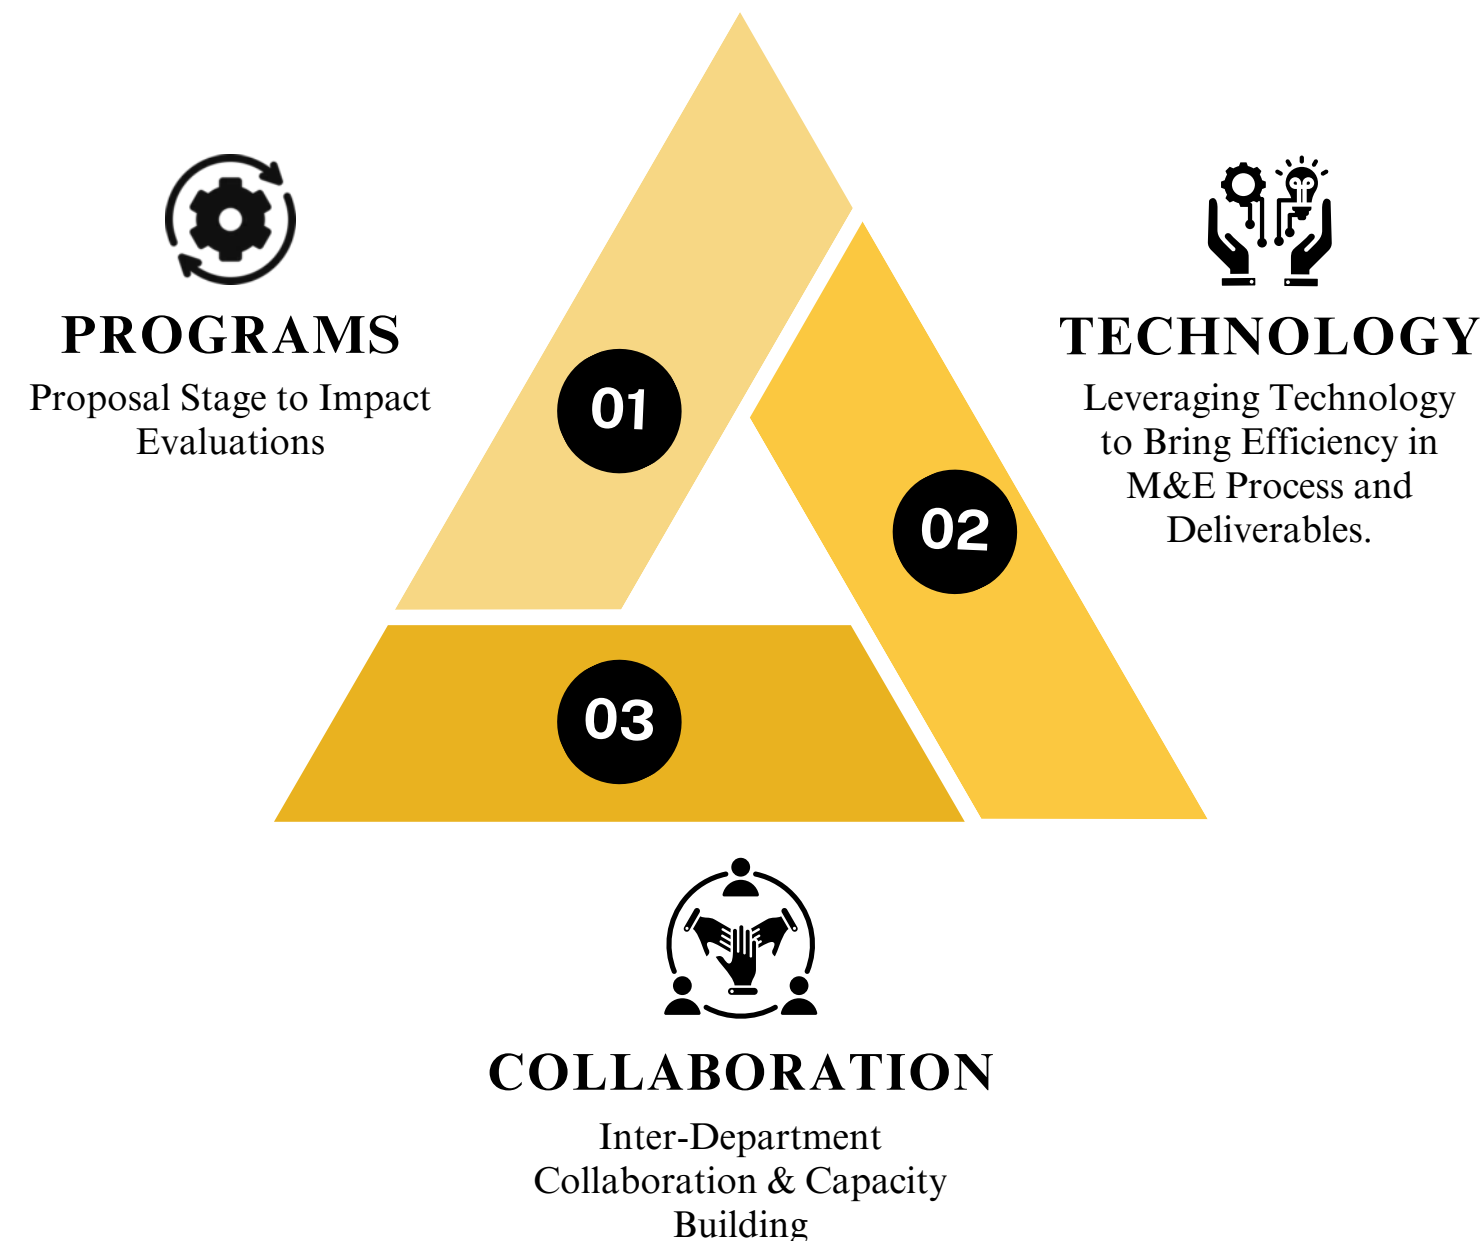 PROGRAMS
Proposal Stage to Impact
Evaluations
01
TECHNOLOGY
Leveraging Technology
to Bring Efficiency in
M&E Process and
Deliverables.
02
03
COLLABORATION
Inter-Department
Collaboration & Capacity
Building